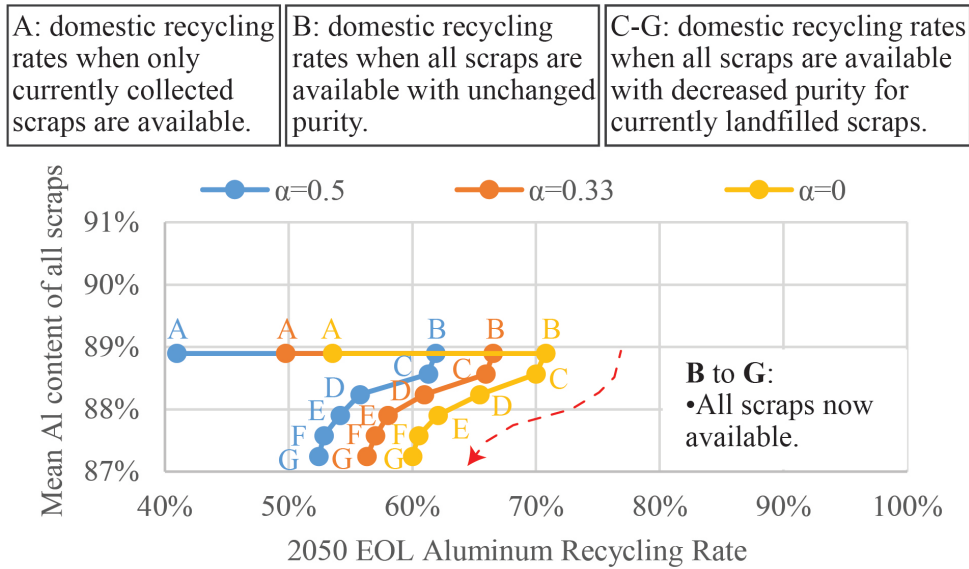 A: domestic recycling
rates when only
currently collected
scraps are available.
B: domestic recycling
rates when all scraps are
available with unchanged
purity.
C-G: domestic recycling rates
when all scraps are available
with decreased purity for
currently landfilled scraps.
α=0.5
α=0.33
α=0
Mean Al content of all scraps
91%
90%
89%
88%
87%
A
A
A
B
B
B
C
C
C
D
D
D
E
E
E
F
F
F
G
G
G
B to G:
•All scraps now
available.
40%
50%
60%
70%
80%
90%
100%
2050 EOL Aluminum Recycling Rate